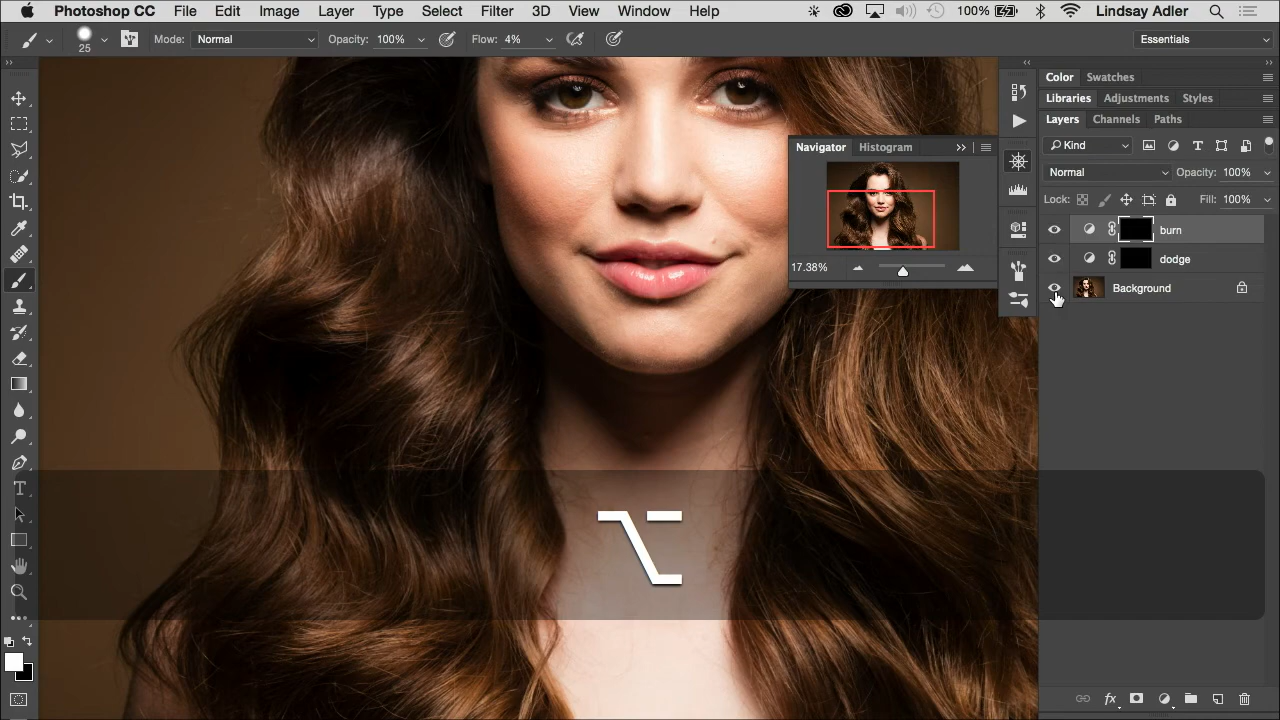 Photoshop CC File Edit Image Layer Type Select Filter 3D View Window Help 100% Lindsay Adler
25 Mode: Normal Opacity: 100% Flow: 4% Essentials
Color Swatches
Libraries Adjustments Styles
Layers Channels Paths
Kind
Normal Opacity: 100%
Lock: Fill: 100%
burn
dodge
Background
Navigator Histogram
17.38%
fx